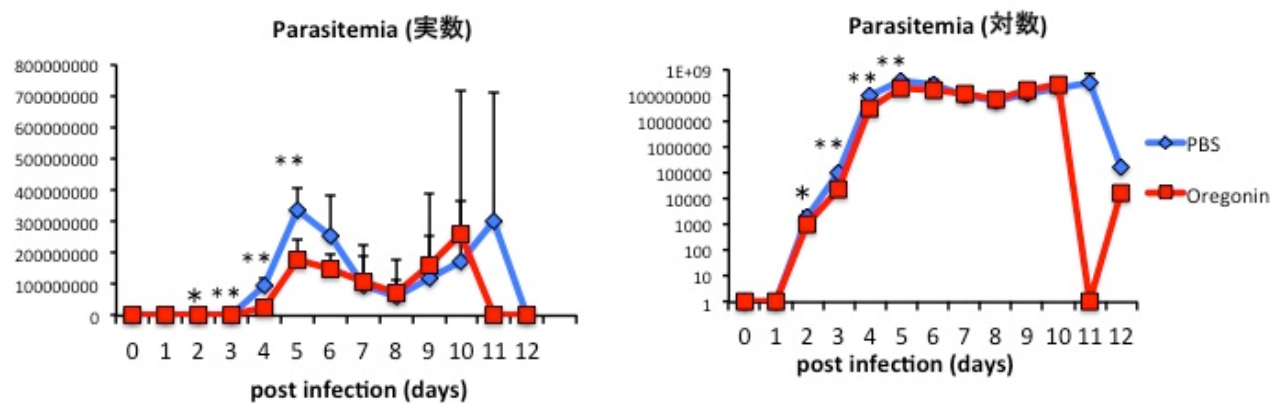 Parasitemia (実数)
800000000
700000000
600000000
500000000
400000000
300000000
200000000
100000000
0
** 
** 
* **
0 1 2 3 4 5 6 7 8 9 10 11 12
post infection (days)
Parasitemia (対数)
1E+09
100000000
10000000
1000000
100000
10000
1000
100
10
1
** **
**
*
0 1 2 3 4 5 6 7 8 9 10 11 12
post infection (days)
PBS
Oregonin